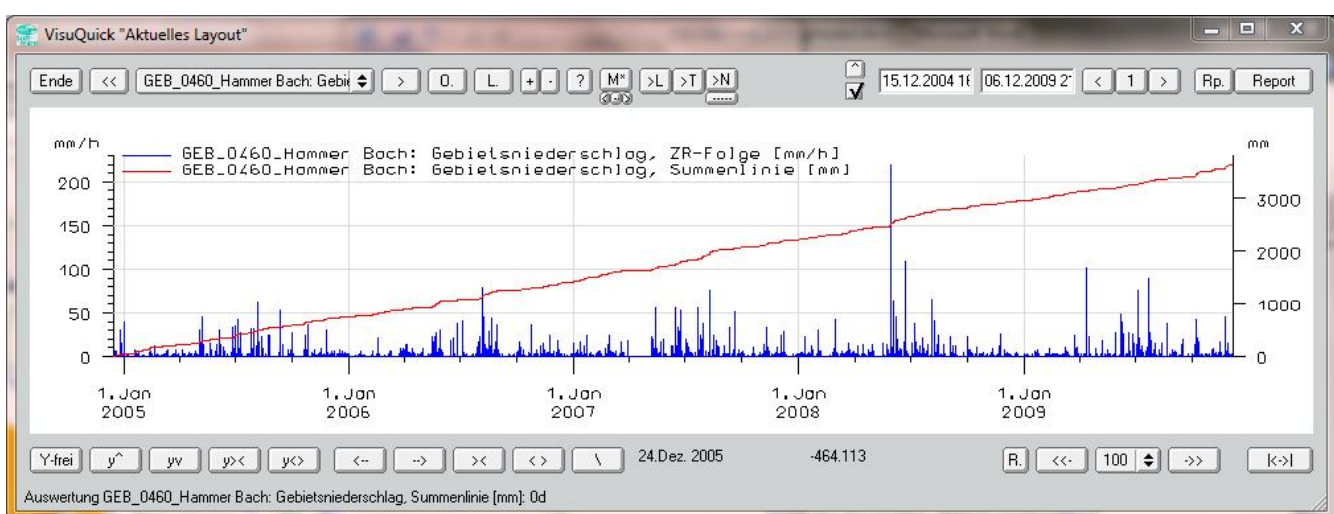 VisuQuick "Aktuelles Layout"
Ende << GEB_0460_Hammer Bach: Gebie > O. L. + - ? M* >L >T >N ^ 15.12.2004 16 06.12.2009 2 < 1 > Rp. Report
<-> -----
mm/h mm
GEB_0460_Hammer Bach: Gebietsniederschlag, ZR-Folge [mm/h]
GEB_0460_Hammer Bach: Gebietsniederschlag, Summenlinie [mm]
200 3000
150 2000
100
50 1000
0 0
1.Jan 1.Jan 1.Jan 1.Jan 1.Jan
2005 2006 2007 2008 2009
Y-frei y^ yv y>< y<> <-- --> >< < > \ 24.Dez. 2005 -464.113 R. <<- 100 ->> |<->|
Auswertung GEB_0460_Hammer Bach: Gebietsniederschlag, Summenlinie [mm]: 0d